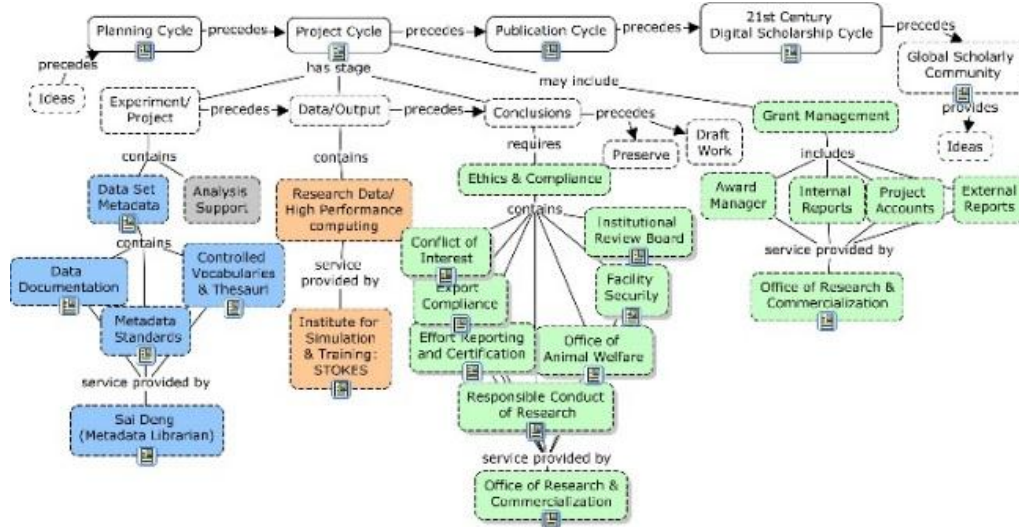 Planning Cycle
precedes
Project Cycle
precedes
Publication Cycle
precedes
21st Century
Digital Scholarship Cycle
precedes
precedes
Ideas
has stage
may include
Global Scholarly
Community
provides
Ideas
Experiment/
Project
precedes
Data/Output
precedes
Conclusions
precedes
Preserve
Draft
Work
Grant Management
contains
contains
requires
includes
Data Set
Metadata
Analysis
Support
Research Data/
High Performance
computing
Ethics & Compliance
Award
Manager
Internal
Reports
Project
Accounts
External
Reports
contains
contains
service provided by
Data
Documentation
Controlled
Vocabularies
& Thesauri
Metadata
Standards
service
provided by
Conflict of
Interest
Institutional
Review Board
Export
Compliance
Facility
Security
Office of Research &
Commercialization
Institute for
Simulation
& Training:
STOKES
Effort Reporting
and Certification
Office of
Animal Welfare
service provided by
Responsible Conduct
of Research
Sai Deng
(Metadata Librarian)
service provided by
Office of Research &
Commercialization